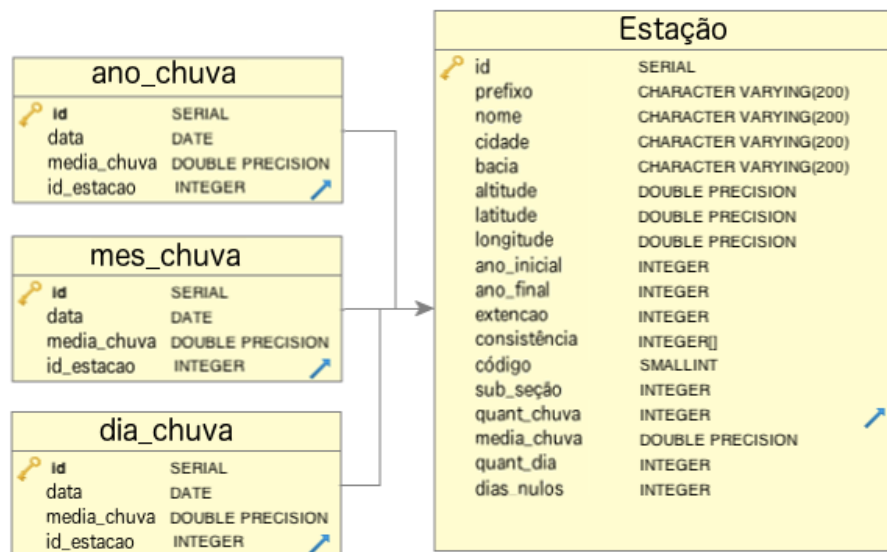 ano_chuva
id SERIAL
data DATE
media_chuva DOUBLE PRECISION
id_estacao INTEGER
mes_chuva
id SERIAL
data DATE
media_chuva DOUBLE PRECISION
id_estacao INTEGER
dia_chuva
id SERIAL
data DATE
media_chuva DOUBLE PRECISION
id_estacao INTEGER
Estação
id SERIAL
prefixo CHARACTER VARYING(200)
nome CHARACTER VARYING(200)
cidade CHARACTER VARYING(200)
bacia CHARACTER VARYING(200)
altitude DOUBLE PRECISION
latitude DOUBLE PRECISION
longitude DOUBLE PRECISION
ano_inicial INTEGER
ano_final INTEGER
extencao INTEGER
consistência INTEGER[]
código SMALLINT
sub_seção INTEGER
quant_chuva INTEGER
media_chuva DOUBLE PRECISION
quant_dia INTEGER
dias_nulos INTEGER